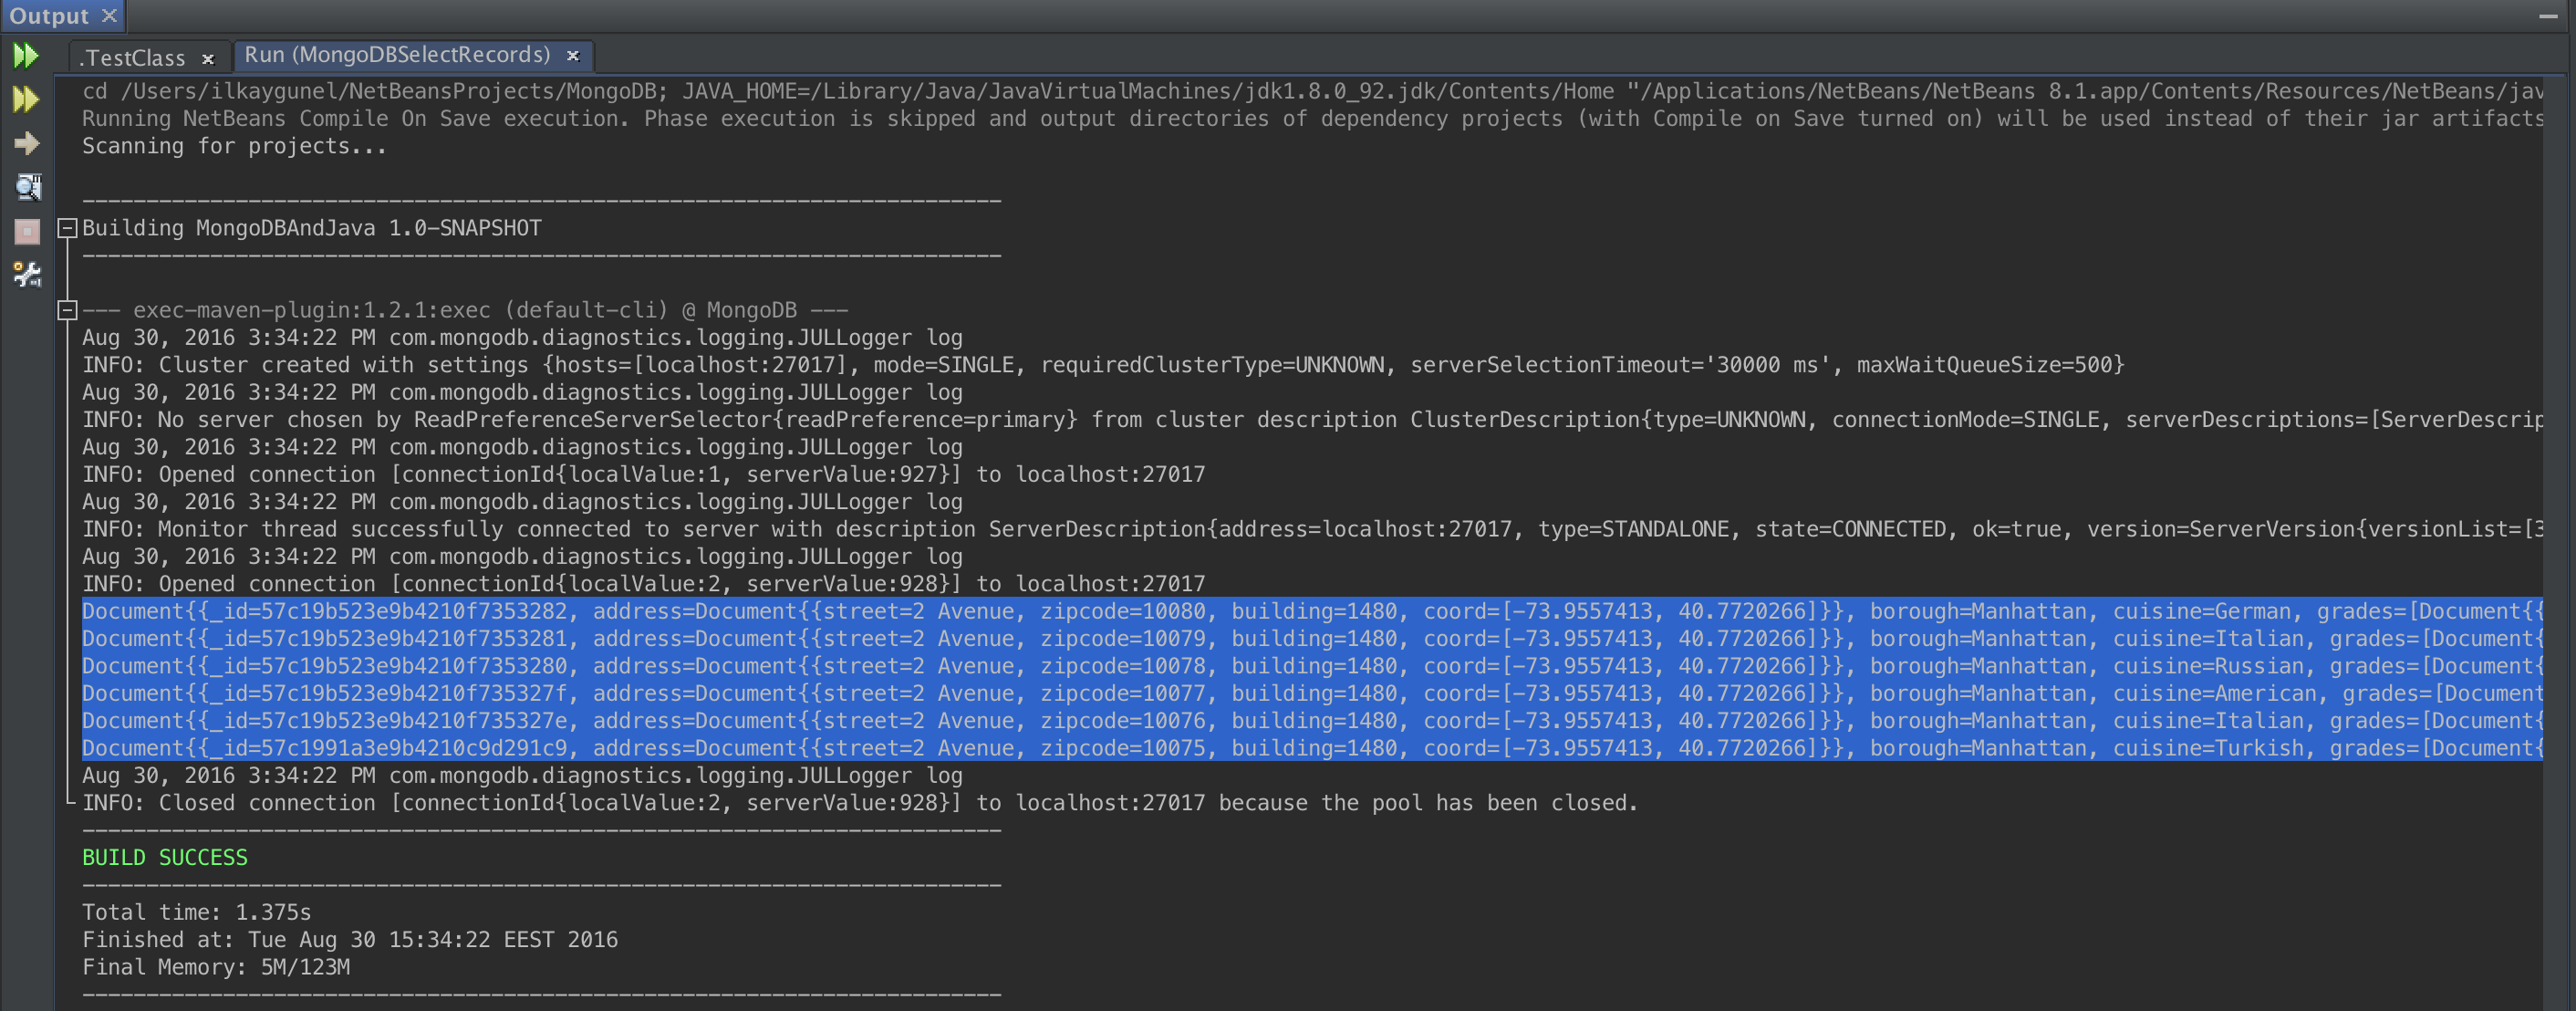 Output
.TestClass
Run (MongoDBSelectRecords)
cd /Users/ilkaygunel/NetBeansProjects/MongoDB; JAVA_HOME=/Library/Java/JavaVirtualMachines/jdk1.8.0_92.jdk/Contents/Home "/Applications/NetBeans/NetBeans 8.1.app/Contents/Resources/NetBeans/jav
Running NetBeans Compile On Save execution. Phase execution is skipped and output directories of dependency projects (with Compile on Save turned on) will be used instead of their jar artifacts
Scanning for projects...
------------------------------------------------------------------------
Building MongoDBAndJava 1.0-SNAPSHOT
------------------------------------------------------------------------
--- exec-maven-plugin:1.2.1:exec (default-cli) @ MongoDB ---
Aug 30, 2016 3:34:22 PM com.mongodb.diagnostics.logging.JULLogger log
INFO: Cluster created with settings {hosts=[localhost:27017], mode=SINGLE, requiredClusterType=UNKNOWN, serverSelectionTimeout='30000 ms', maxWaitQueueSize=500}
Aug 30, 2016 3:34:22 PM com.mongodb.diagnostics.logging.JULLogger log
INFO: No server chosen by ReadPreferenceServerSelector{readPreference=primary} from cluster description ClusterDescription{type=UNKNOWN, connectionMode=SINGLE, serverDescriptions=[ServerDescrip
Aug 30, 2016 3:34:22 PM com.mongodb.diagnostics.logging.JULLogger log
INFO: Opened connection [connectionId{localValue:1, serverValue:927}] to localhost:27017
Aug 30, 2016 3:34:22 PM com.mongodb.diagnostics.logging.JULLogger log
INFO: Monitor thread successfully connected to server with description ServerDescription{address=localhost:27017, type=STANDALONE, state=CONNECTED, ok=true, version=ServerVersion{versionList=[3
Aug 30, 2016 3:34:22 PM com.mongodb.diagnostics.logging.JULLogger log
INFO: Opened connection [connectionId{localValue:2, serverValue:928}] to localhost:27017
Document{{_id=57c19b523e9b4210f7353282, address=Document{{street=2 Avenue, zipcode=10080, building=1480, coord=[-73.9557413, 40.7720266]}}, borough=Manhattan, cuisine=German, grades=[Document{{
Document{{_id=57c19b523e9b4210f7353281, address=Document{{street=2 Avenue, zipcode=10079, building=1480, coord=[-73.9557413, 40.7720266]}}, borough=Manhattan, cuisine=Italian, grades=[Document{
Document{{_id=57c19b523e9b4210f7353280, address=Document{{street=2 Avenue, zipcode=10078, building=1480, coord=[-73.9557413, 40.7720266]}}, borough=Manhattan, cuisine=Russian, grades=[Document{
Document{{_id=57c19b523e9b4210f735327f, address=Document{{street=2 Avenue, zipcode=10077, building=1480, coord=[-73.9557413, 40.7720266]}}, borough=Manhattan, cuisine=American, grades=[Document
Document{{_id=57c19b523e9b4210f735327e, address=Document{{street=2 Avenue, zipcode=10076, building=1480, coord=[-73.9557413, 40.7720266]}}, borough=Manhattan, cuisine=Italian, grades=[Document{
Document{{_id=57c1991a3e9b4210c9d291c9, address=Document{{street=2 Avenue, zipcode=10075, building=1480, coord=[-73.9557413, 40.7720266]}}, borough=Manhattan, cuisine=Turkish, grades=[Document{
Aug 30, 2016 3:34:22 PM com.mongodb.diagnostics.logging.JULLogger log
INFO: Closed connection [connectionId{localValue:2, serverValue:928}] to localhost:27017 because the pool has been closed.
------------------------------------------------------------------------
BUILD SUCCESS
------------------------------------------------------------------------
Total time: 1.375s
Finished at: Tue Aug 30 15:34:22 EEST 2016
Final Memory: 5M/123M
------------------------------------------------------------------------